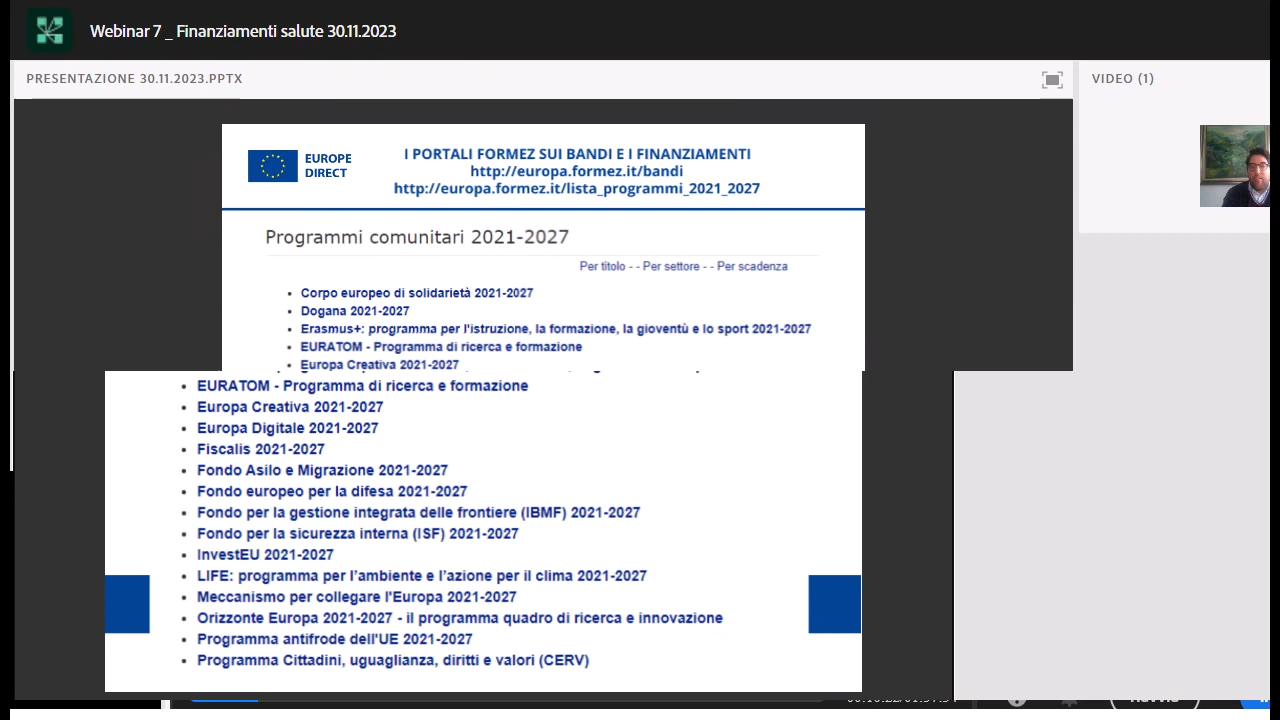 Webinar 7 _ Finanziamenti salute 30.11.2023
PRESENTAZIONE 30.11.2023.PPTX
VIDEO (1)
EUROPE
DIRECT
I PORTALI FORMEZ SUI BANDI E I FINANZIAMENTI
http://europa.formez.it/bandi
http://europa.formez.it/lista_programmi_2021_2027
Programmi comunitari 2021-2027
Per titolo - - Per settore - - Per scadenza
• Corpo europeo di solidarietà 2021-2027
• Dogana 2021-2027
• Erasmus+: programma per l'istruzione, la formazione, la gioventù e lo sport 2021-2027
• EURATOM - Programma di ricerca e formazione
• Europa Creativa 2021-2027
• EURATOM - Programma di ricerca e formazione
• Europa Creativa 2021-2027
• Europa Digitale 2021-2027
• Fiscalis 2021-2027
• Fondo Asilo e Migrazione 2021-2027
• Fondo europeo per la difesa 2021-2027
• Fondo per la gestione integrata delle frontiere (IBMF) 2021-2027
• Fondo per la sicurezza interna (ISF) 2021-2027
• InvestEU 2021-2027
• LIFE: programma per l’ambiente e l’azione per il clima 2021-2027
• Meccanismo per collegare l'Europa 2021-2027
• Orizzonte Europa 2021-2027 - il programma quadro di ricerca e innovazione
• Programma antifrode dell'UE 2021-2027
• Programma Cittadini, uguaglianza, diritti e valori (CERV)